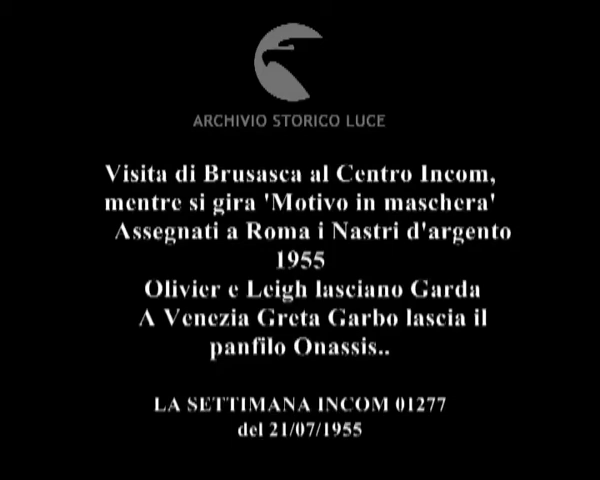 ARCHIVIO STORICO LUCE
Visita di Brusasca al Centro Incom,
mentre si gira 'Motivo in maschera'
Assegnati a Roma i Nastri d'argento
1955
Olivier e Leigh lasciano Garda
A Venezia Greta Garbo lascia il
panfilo Onassis..
LA SETTIMANA INCOM 01277
del 21/07/1955